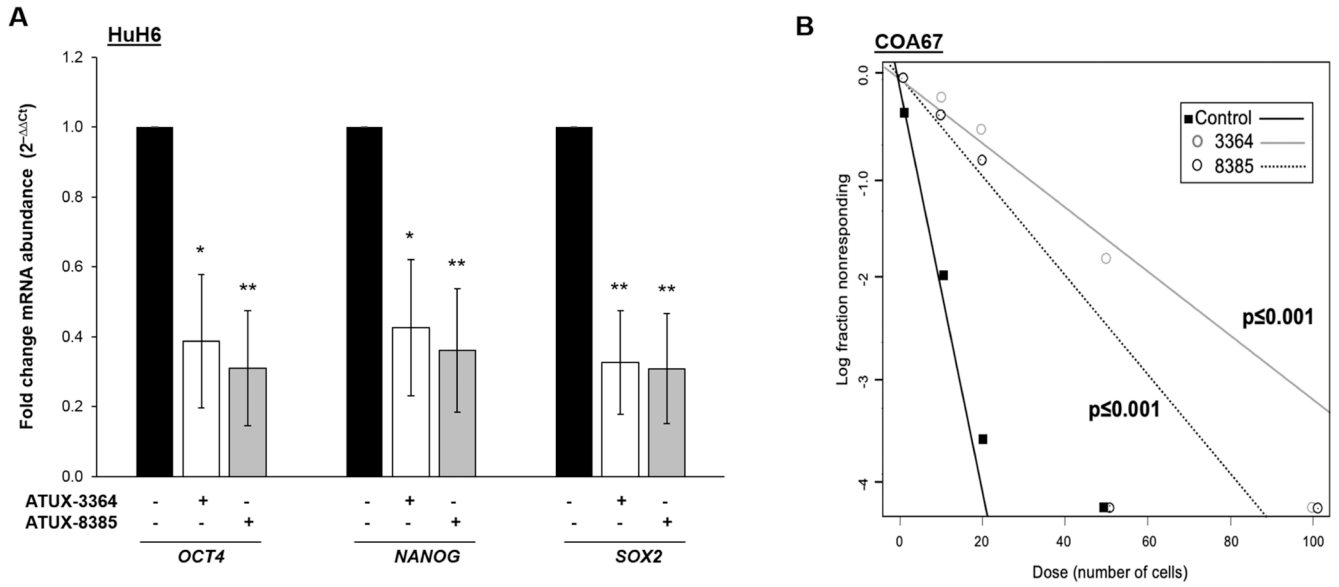 A
HuH6
Fold change mRNA abundance (2–ΔΔCt)
1.2
1.0
0.8
0.6
0.4
0.2
0.0
* ** * ** ** **
ATUX-3364 - + - + - +
ATUX-8385 - + - + - +
OCT4 NANOG SOX2
B
COA67
Log fraction nonresponding
0.0
-1.0
-2
-3
-4
Control
3364
8385
p≤0.001
p≤0.001
0 20 40 60 80 100
Dose (number of cells)